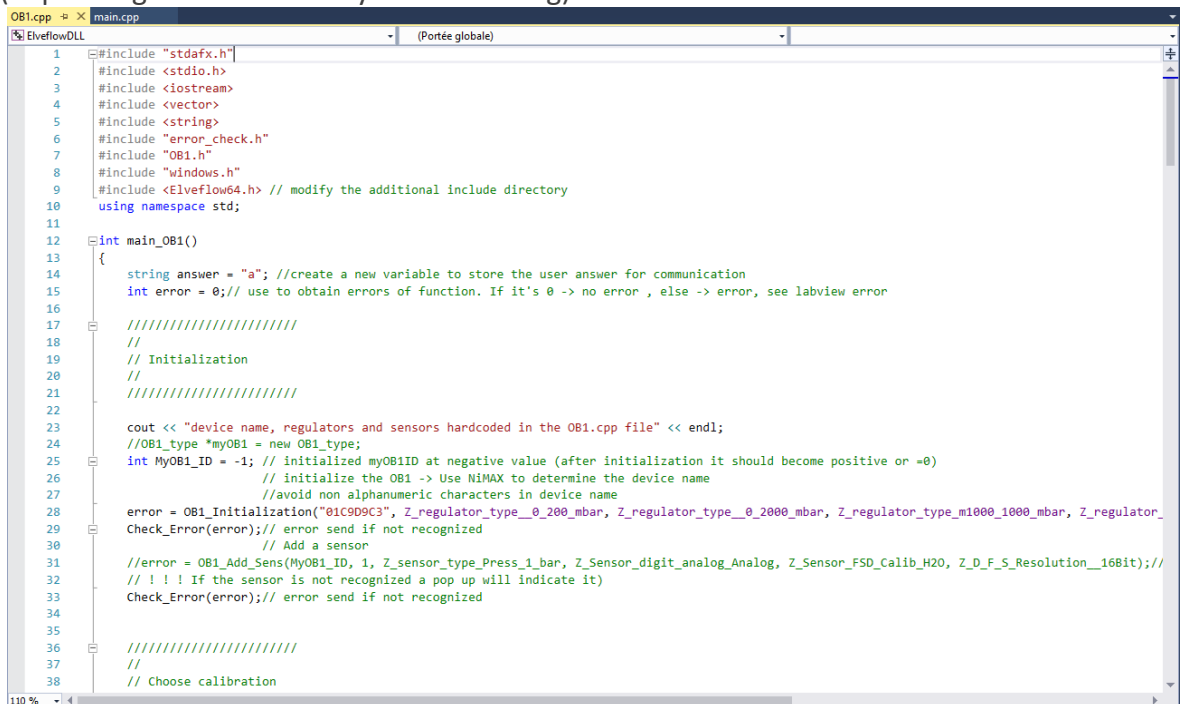 OB1.cpp main.cpp
ElveflowDLL (Portée globale)
1 #include "stdafx.h"
2 #include <stdio.h>
3 #include <iostream>
4 #include <vector>
5 #include <string>
6 #include "error_check.h"
7 #include "OB1.h"
8 #include "windows.h"
9 #include <Elveflow64.h> // modify the additional include directory
10 using namespace std;
11
12 int main_OB1()
13 {
14 string answer = "a"; //create a new variable to store the user answer for communication
15 int error = 0;// use to obtain errors of function. If it's 0 -> no error , else -> error, see labview error
16
17 ////////////////////////
18 //
19 // Initialization
20 //
21 ////////////////////////
22
23 cout << "device name, regulators and sensors hardcoded in the OB1.cpp file" << endl;
24 //OB1_type *myOB1 = new OB1_type;
25 int MyOB1_ID = -1; // initialized myOB1ID at negative value (after initialization it should become positive or =0)
26 // initialize the OB1 -> Use NiMAX to determine the device name
27 //avoid non alphanumeric characters in device name
28 error = OB1_Initialization("01C9D9C3", Z_regulator_type__0_200_mbar, Z_regulator_type__0_2000_mbar, Z_regulator_type_m1000_1000_mbar, Z_regulator_
29 Check_Error(error);// error send if not recognized
30 // Add a sensor
31 //error = OB1_Add_Sens(MyOB1_ID, 1, Z_sensor_type_Press_1_bar, Z_Sensor_digit_analog_Analog, Z_Sensor_FSD_Calib_H2O, Z_D_F_S_Resolution__16Bit);//
32 // ! ! ! If the sensor is not recognized a pop up will indicate it)
33 Check_Error(error);// error send if not recognized
34
35
36 ////////////////////////
37 //
38 // Choose calibration
110 %